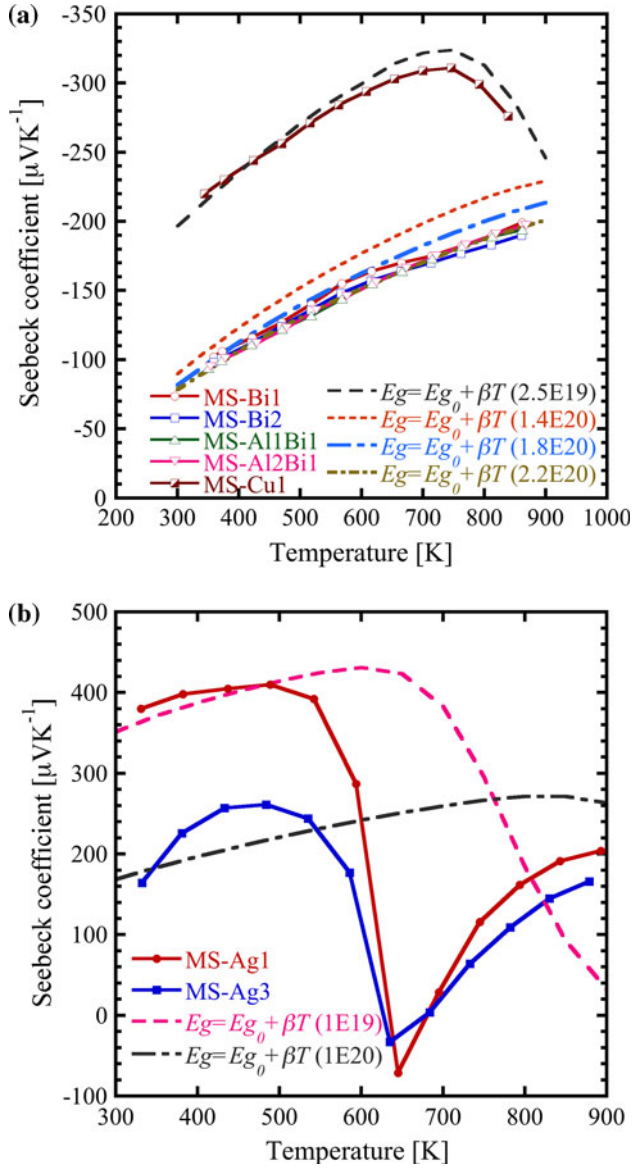 (a)
-350
-300
-250
-200
-150
-100
-50
0
Seebeck coefficient [μVK⁻¹]
MS-Bi1
MS-Bi2
MS-Al1Bi1
MS-Al2Bi1
MS-Cu1
Eg=Eg₀+βT (2.5E19)
Eg=Eg₀+βT (1.4E20)
Eg=Eg₀+βT (1.8E20)
Eg=Eg₀+βT (2.2E20)
200 300 400 500 600 700 800 900 1000
Temperature [K]
(b)
500
400
300
200
100
0
-100
Seebeck coefficient [μVK⁻¹]
MS-Ag1
MS-Ag3
Eg=Eg₀+βT (1E19)
Eg=Eg₀+βT (1E20)
300 400 500 600 700 800 900
Temperature [K]